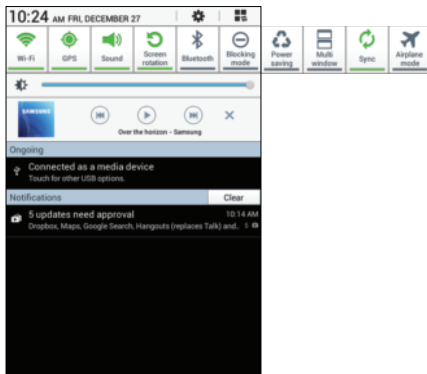 10:24 AM FRI, DECEMBER 27
Wi-Fi GPS Sound Screen rotation Bluetooth Blocking mode Power saving Multi window Sync Airplane mode
SAMSUNG
Over the horizon - Samsung
Ongoing
Connected as a media device
Touch for other USB options.
Notifications Clear
5 updates need approval 10:14 AM
Dropbox, Maps, Google Search, Hangouts (replaces Talk) and.. 5